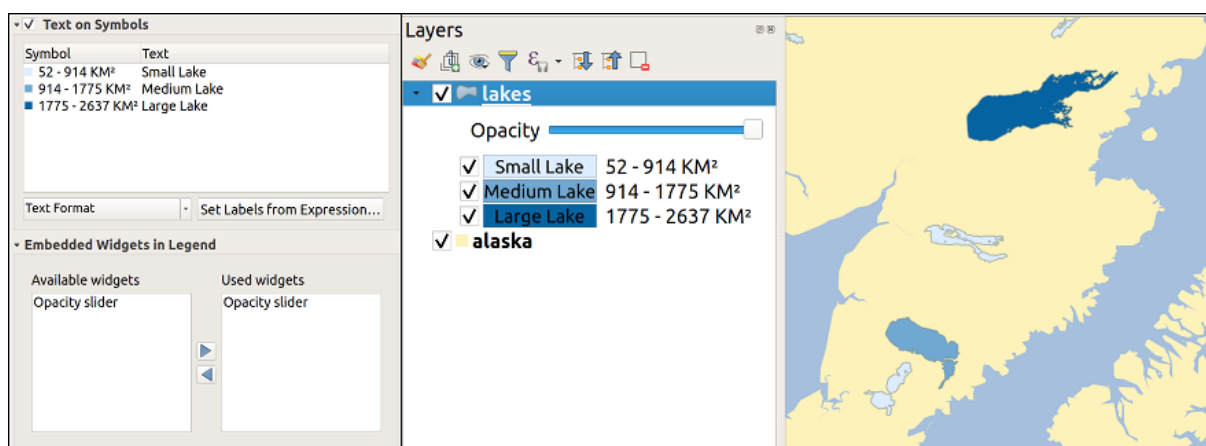 Text on Symbols
Symbol Text
52 - 914 KM² Small Lake
914 - 1775 KM² Medium Lake
1775 - 2637 KM² Large Lake
Text Format
Set Labels from Expression...
Embedded Widgets in Legend
Available widgets
Opacity slider
Used widgets
Opacity slider
Layers
lakes
Opacity
Small Lake 52 - 914 KM²
Medium Lake 914 - 1775 KM²
Large Lake 1775 - 2637 KM²
alaska